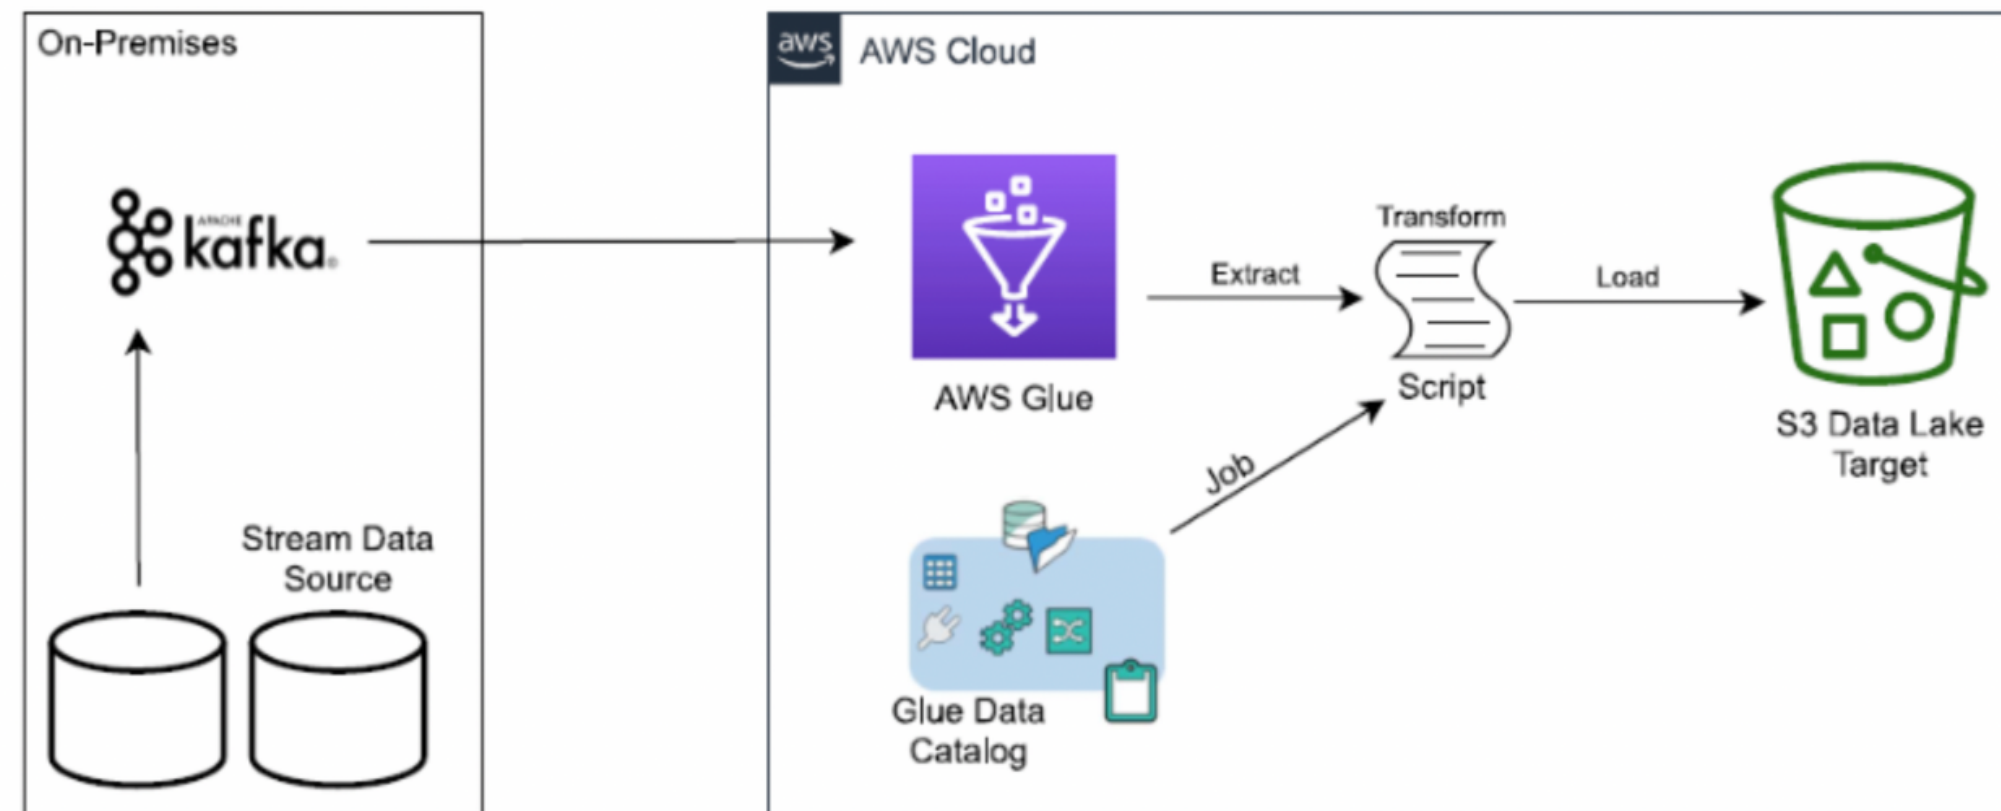 On-Premises
aws
AWS Cloud
APACHE
kafka®
AWS Glue
Extract
Transform
Script
Load
S3 Data Lake
Target
Job
Stream Data
Source
Glue Data
Catalog